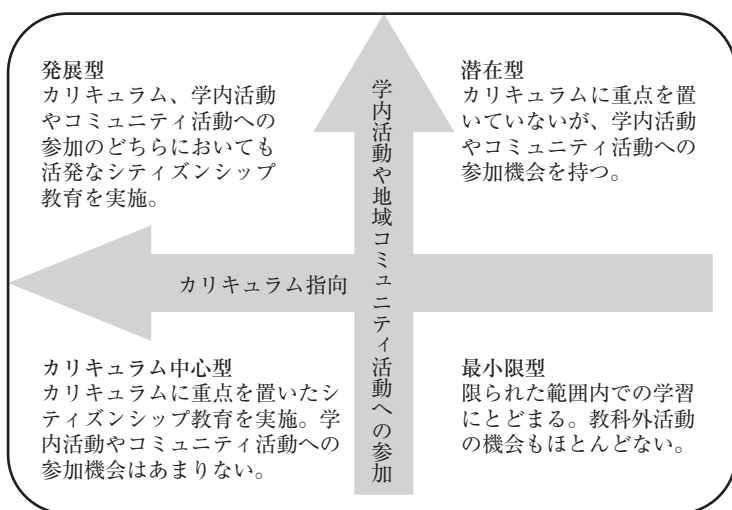 発展型
カリキュラム、学内活動
やコミュニティ活動への
参加のどちらにおいても
活発なシティズンシップ
教育を実施。
潜在型
カリキュラムに重点を置
いていないが、学内活動
やコミュニティ活動への
参加機会を持つ。
学内活動や地域コミュニティ活動への参加
カリキュラム指向
カリキュラム中心型
カリキュラムに重点を置いたシ
ティズンシップ教育を実施。学
内活動やコミュニティ活動への
参加機会はあまりない。
最小限型
限られた範囲内での学習
にとどまる。教科外活動
の機会もほとんどない。